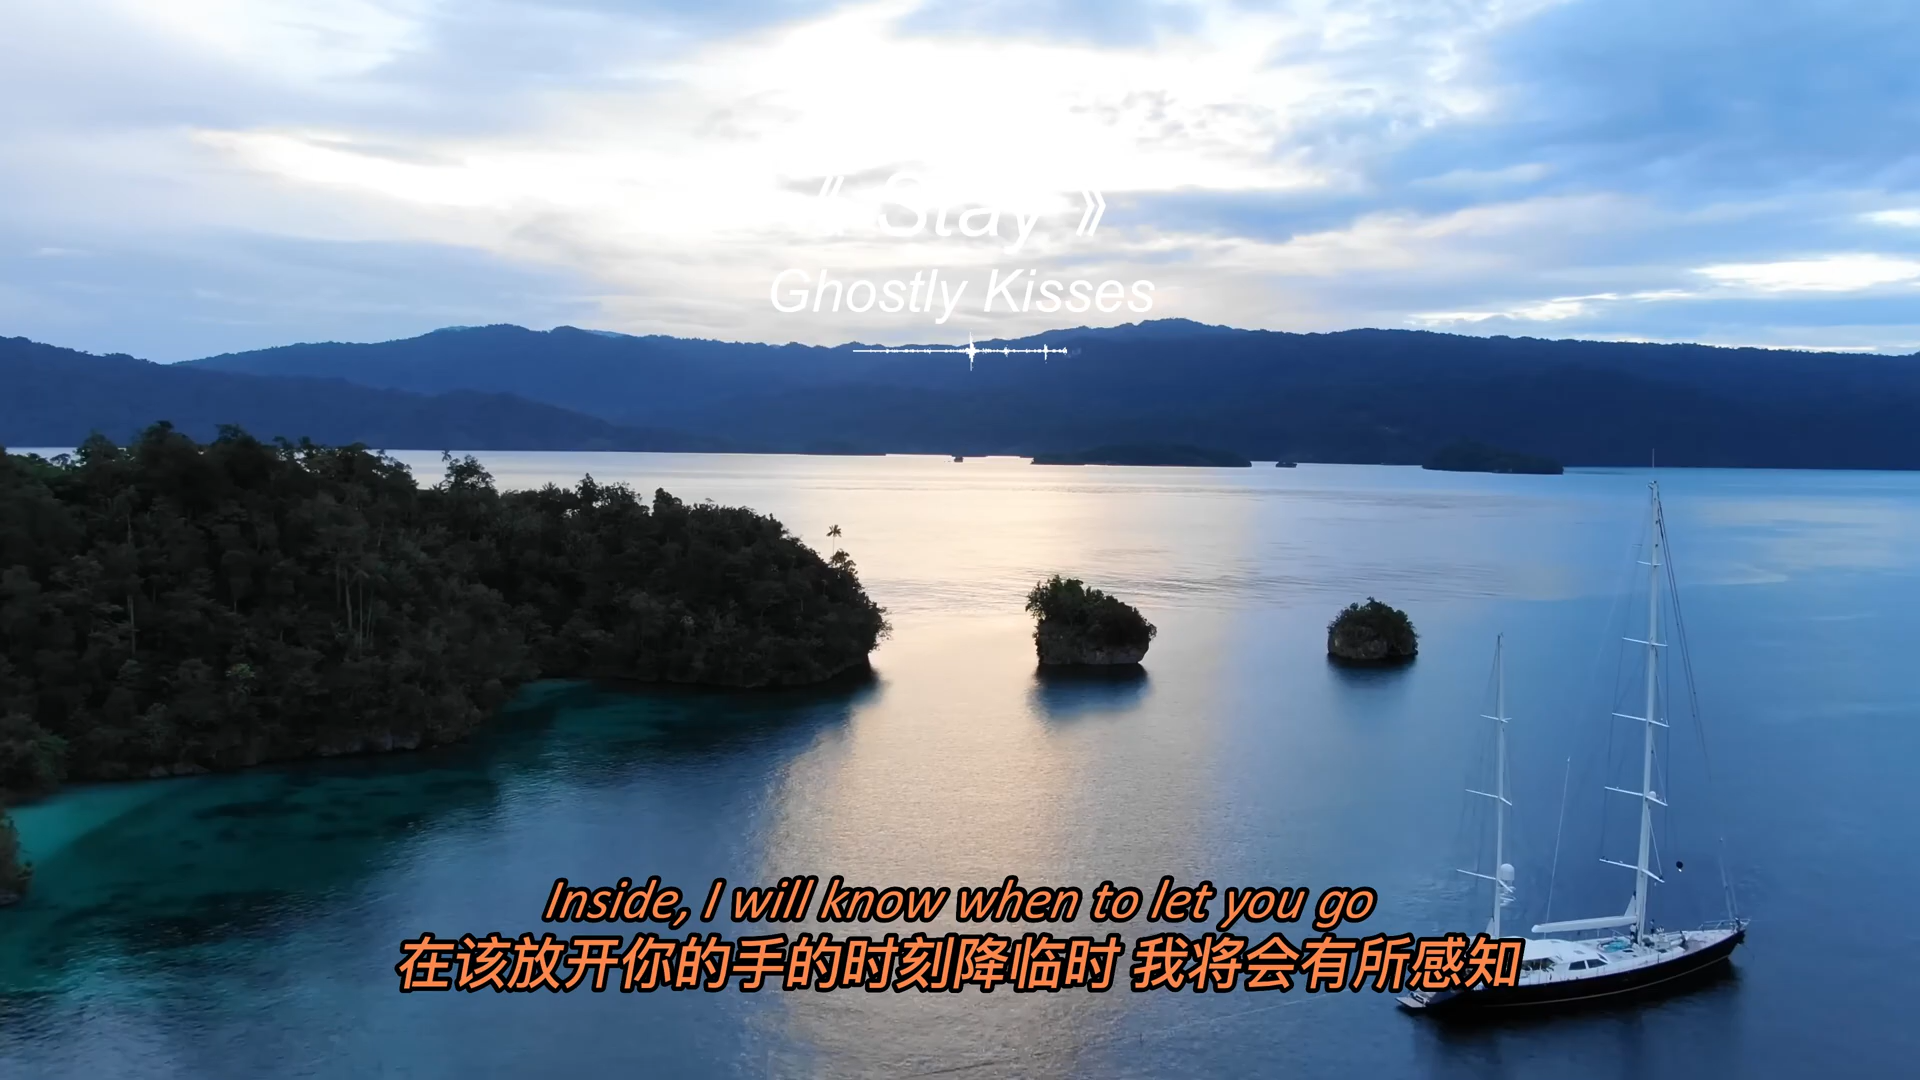 《 Stay 》
Ghostly Kisses
Inside, I will know when to let you go
在该放开你的手的时刻降临时 我将会有所感知